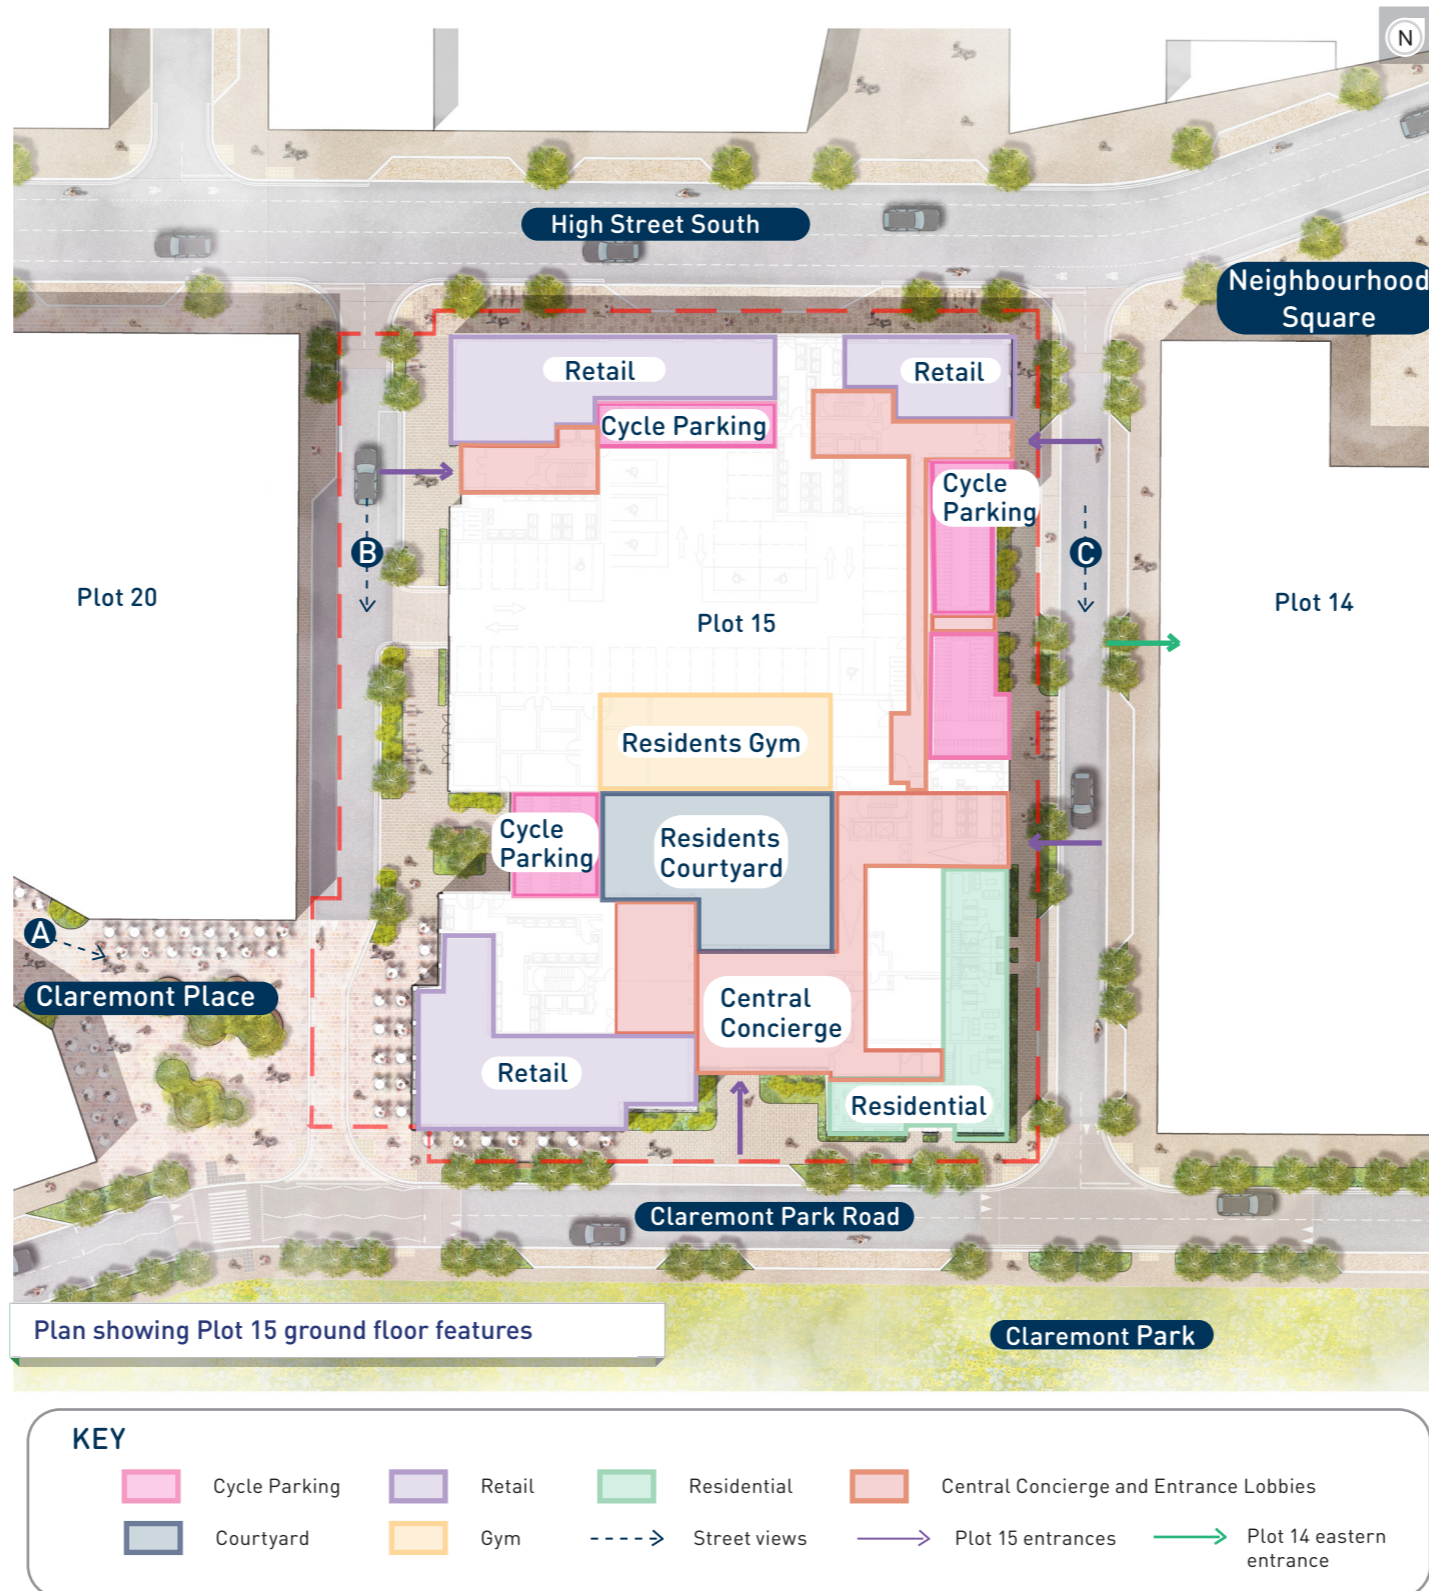 N
High Street South
Neighbourhood
Square
Retail
Retail
Cycle Parking
Cycle
Parking
B
C
Plot 20
Plot 15
Plot 14
Residents Gym
Cycle
Parking
Residents
Courtyard
A
Claremont Place
Central
Concierge
Retail
Residential
Claremont Park Road
Plan showing Plot 15 ground floor features
Claremont Park
KEY
Cycle Parking
Retail
Residential
Central Concierge and Entrance Lobbies
Courtyard
Gym
Street views
Plot 15 entrances
Plot 14 eastern
entrance